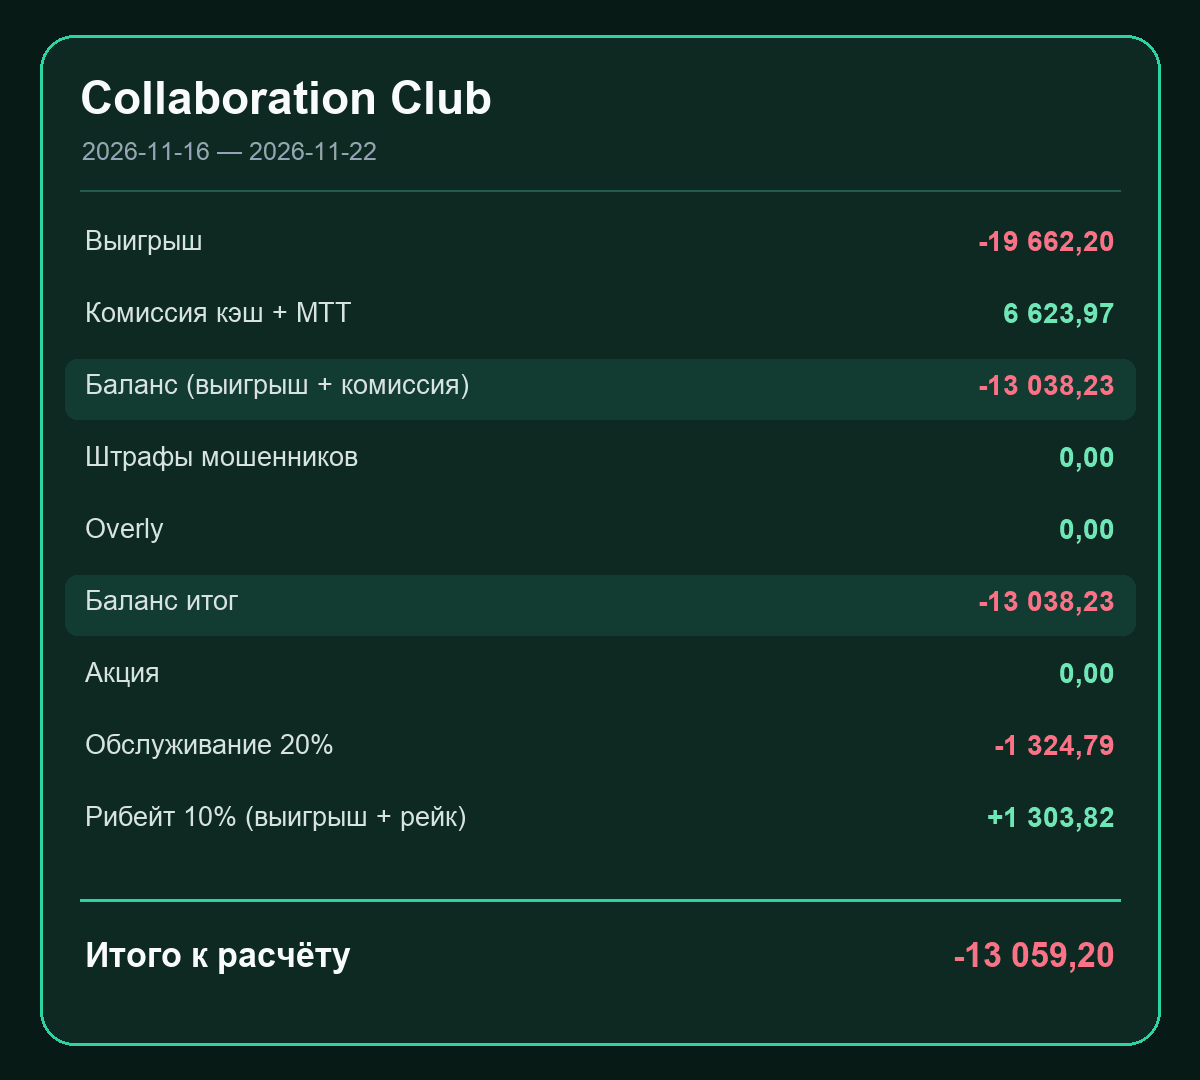 Collaboration Club
2026-11-16 — 2026-11-22
Выигрыш -19 662,20
Комиссия кэш + МТТ 6 623,97
Баланс (выигрыш + комиссия) -13 038,23
Штрафы мошенников 0,00
Overly 0,00
Баланс итог -13 038,23
Акция 0,00
Обслуживание 20% -1 324,79
Рибейт 10% (выигрыш + рейк) +1 303,82
Итого к расчёту -13 059,20